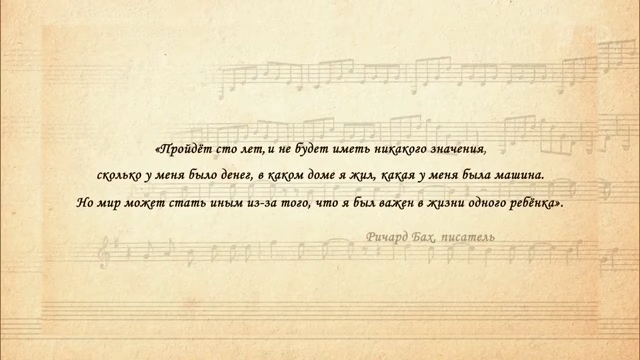 «Пройдёт сто лет, и не будет иметь никакого значения,
сколько у меня было денег, в каком доме я жил, какая у меня была машина.
Но мир может стать иным из-за того, что я был важен в жизни одного ребёнка».
Ричард Бах, писатель